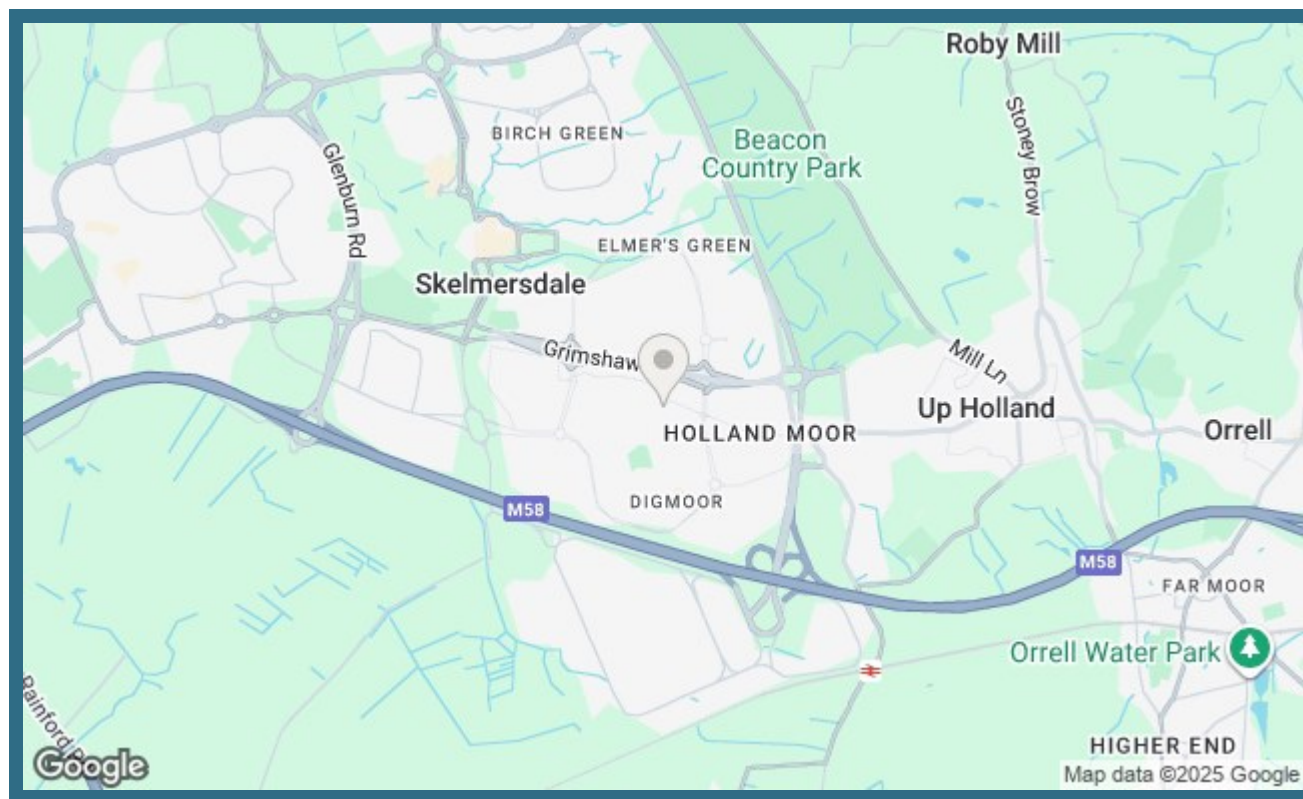 Roby Mill
Stoney Brow
BIRCH GREEN
Beacon
Country Park
Glenburn Rd
ELMER'S GREEN
Skelmersdale
Grimshaw
Mill Ln
Up Holland
HOLLAND MOOR
Orrell
DIGMOOR
M58
M58
FAR MOOR
Orrell Water Park
Rainford
HIGHER END
Google
Map data ©2025 Google